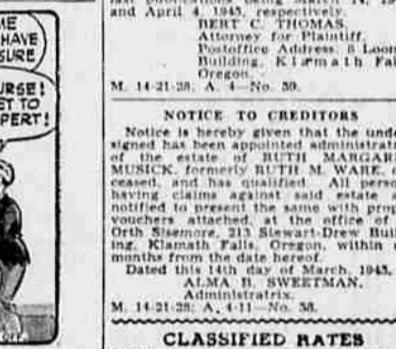 ME
HAVE
SURE
URSE!
ET TO
PERT!
and April 4, 1945, respectively.
BERT C. THOMAS,
Attorney for Plaintiff.
Postoffice Address, 8 Loom
Building, Klamath Fal
Oregon.
M. 14-21-28; A. 4—No. 59.
NOTICE TO CREDITORS
Notice is hereby given that the unde
signed has been appointed administratri
of the estate of RUTH MARGARE
MUSICK, formerly RUTH M. WARE, d
ceased, and has qualified. All person
having claims against said estate a
notified to present the same with prop
vouchers attached, at the office of
Orth Sisemore, 213 Stewart-Drew Buil
ing, Klamath Falls, Oregon, within
months from the date hereof.
Dated this 14th day of March, 1945.
ALMA B. SWEETMAN,
Administratrix.
M. 14-21-28; A. 4-11—No. 58.
CLASSIFIED RATES